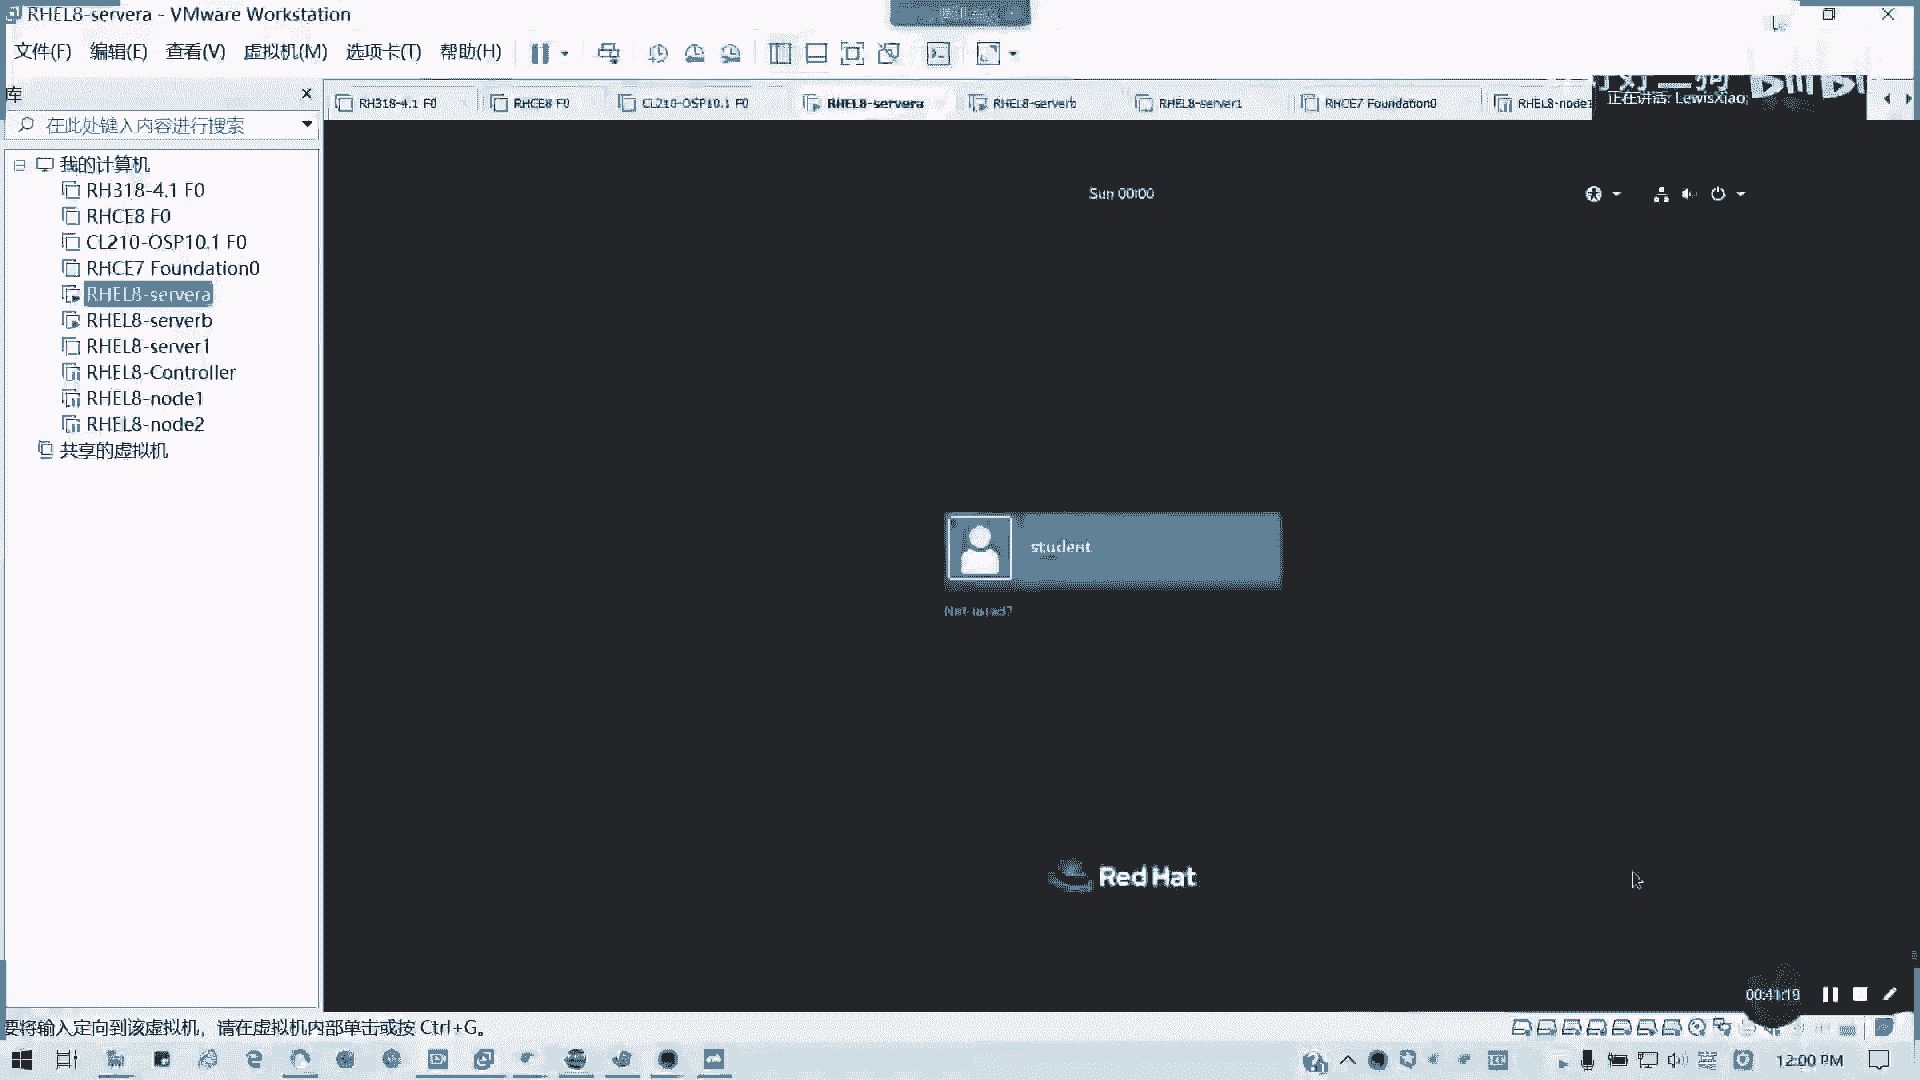 RHEL8-servera - VMware Workstation
文件(F) 编辑(E) 查看(V) 虚拟机(M) 选项卡(T) 帮助(H)
库
在此处键入内容进行搜索
我的计算机
RH318-4.1 F0
RHCE8 F0
CL210-OSP10.1 F0
RHCE7 Foundation0
RHEL8-servera
RHEL8-serverb
RHEL8-server1
RHEL8-Controller
RHEL8-node1
RHEL8-node2
共享的虚拟机
RH318-4.1 F0 RHCE8 F0 CL210-OSP10.1 F0 RHEL8-servera RHEL8-serverb RHEL8-server1 RHCE7 Foundation0 RHEL8-node1
正在讲话: LewisXiao;
Sun 00:00
student
Not listed?
Red Hat
00:41:19
要将输入定向到该虚拟机，请在虚拟机内部单击或按 Ctrl+G。
12:00 PM